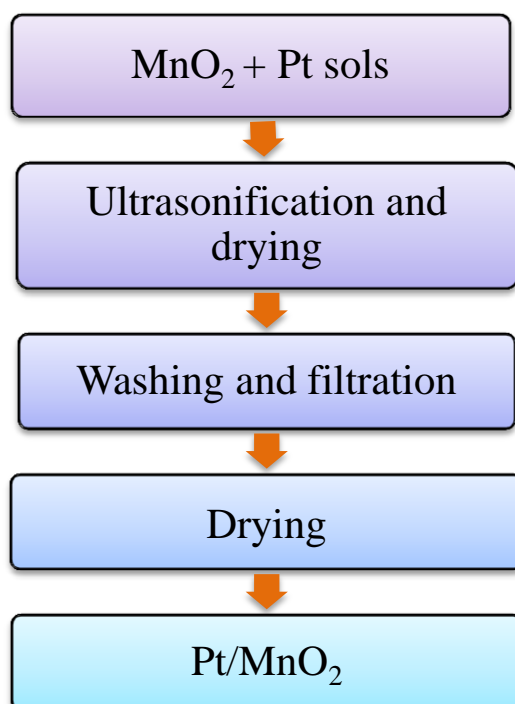 MnO₂ + Pt sols
Ultrasonification and
drying
Washing and filtration
Drying
Pt/MnO₂